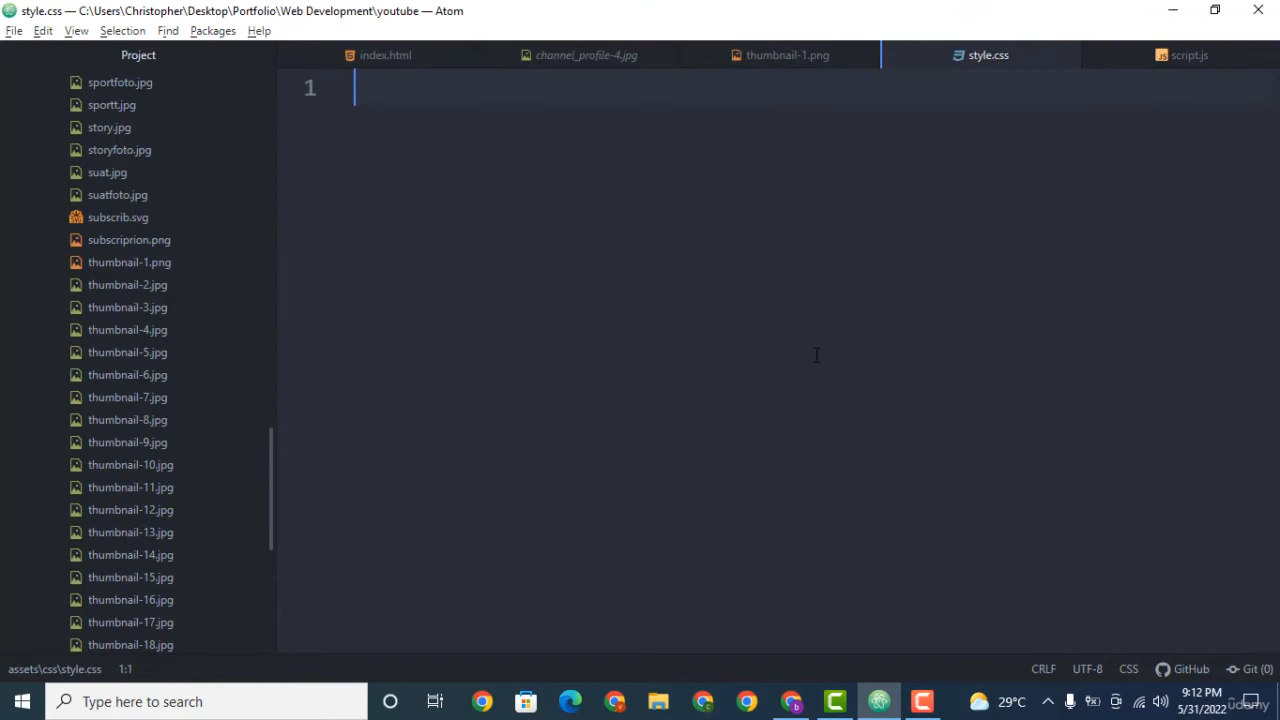 style.css — C:\Users\Christopher\Desktop\Portfolio\Web Development\youtube — Atom
File Edit View Selection Find Packages Help
Project index.html channel_profile-4.jpg thumbnail-1.png style.css JS script.js
1
sportfoto.jpg
sportt.jpg
story.jpg
storyfoto.jpg
suat.jpg
suatfoto.jpg
subscrib.svg
subscriprion.png
thumbnail-1.png
thumbnail-2.jpg
thumbnail-3.jpg
thumbnail-4.jpg
thumbnail-5.jpg
thumbnail-6.jpg
thumbnail-7.jpg
thumbnail-8.jpg
thumbnail-9.jpg
thumbnail-10.jpg
thumbnail-11.jpg
thumbnail-12.jpg
thumbnail-13.jpg
thumbnail-14.jpg
thumbnail-15.jpg
thumbnail-16.jpg
thumbnail-17.jpg
thumbnail-18.jpg
assets\css\style.css 1:1 CRLF UTF-8 CSS GitHub Git (0)
Type here to search 29°C 9:12 PM
5/31/2022
udemy